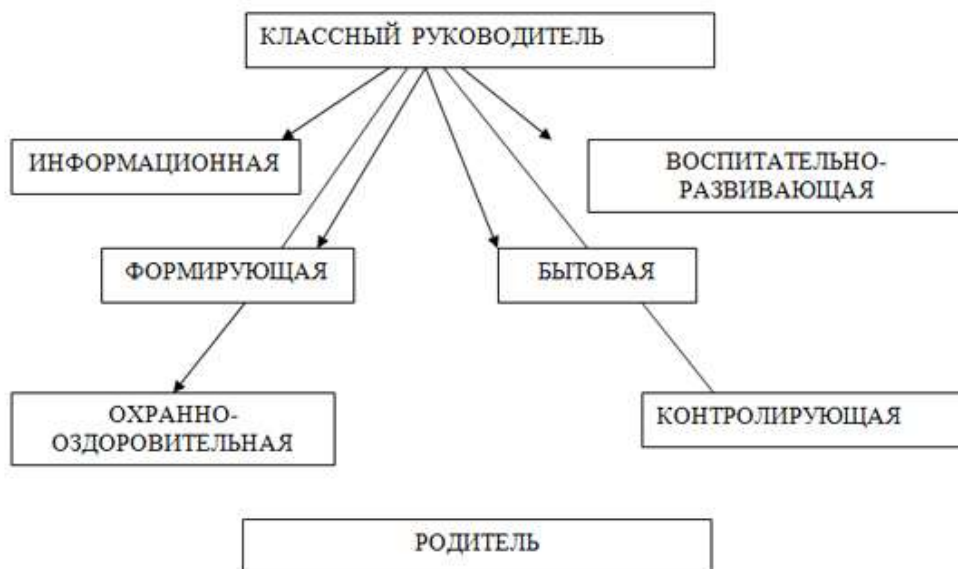 КЛАССНЫЙ РУКОВОДИТЕЛЬ
ИНФОРМАЦИОННАЯ
ВОСПИТАТЕЛЬНО-
РАЗВИВАЮЩАЯ
ФОРМИРУЮЩАЯ
БЫТОВАЯ
ОХРАННО-
ОЗДОРОВИТЕЛЬНАЯ
КОНТРОЛИРУЮЩАЯ
РОДИТЕЛЬ